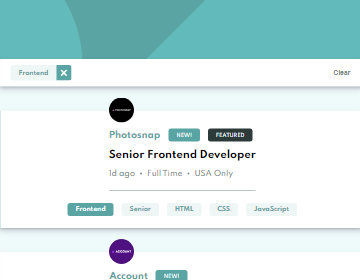 Frontend X
Clear
Photosnap NEW! FEATURED
Senior Frontend Developer
1d ago • Full Time • USA Only
Frontend Senior HTML CSS JavaScript
ACCOUNT
Account NEW!